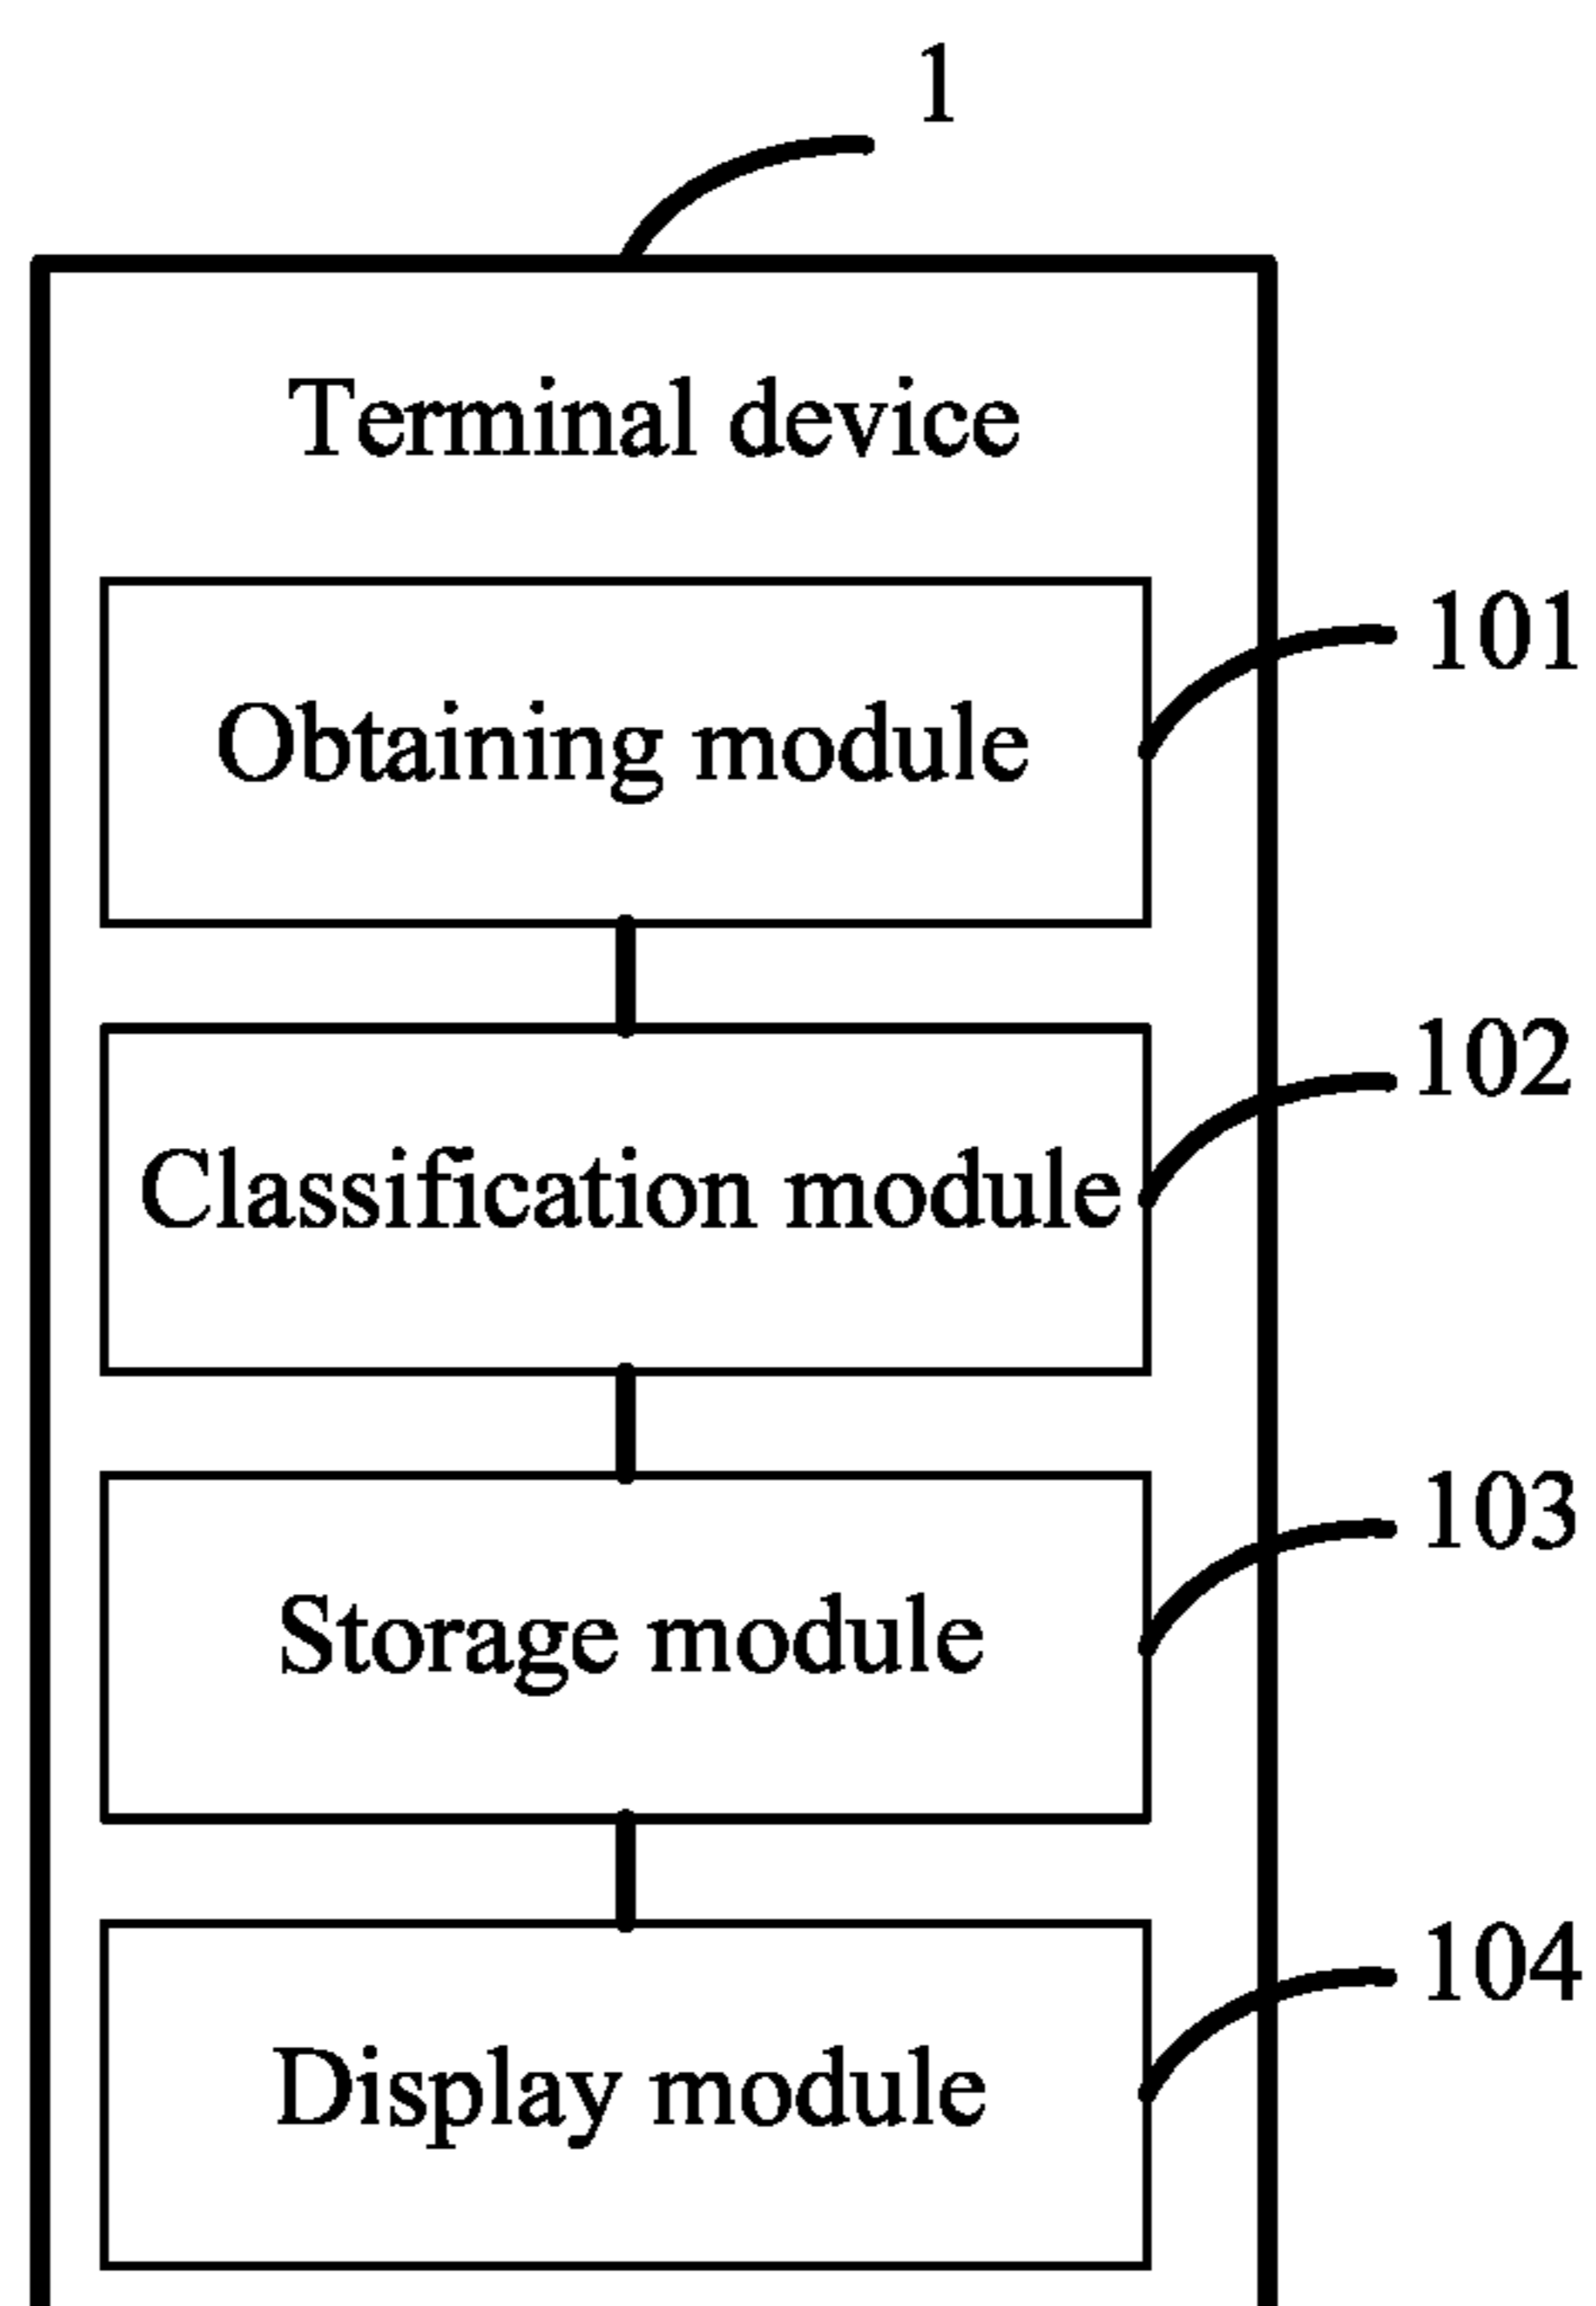 1
Terminal device
101
Obtaining module
102
Classification module
103
Storage module
104
Display module